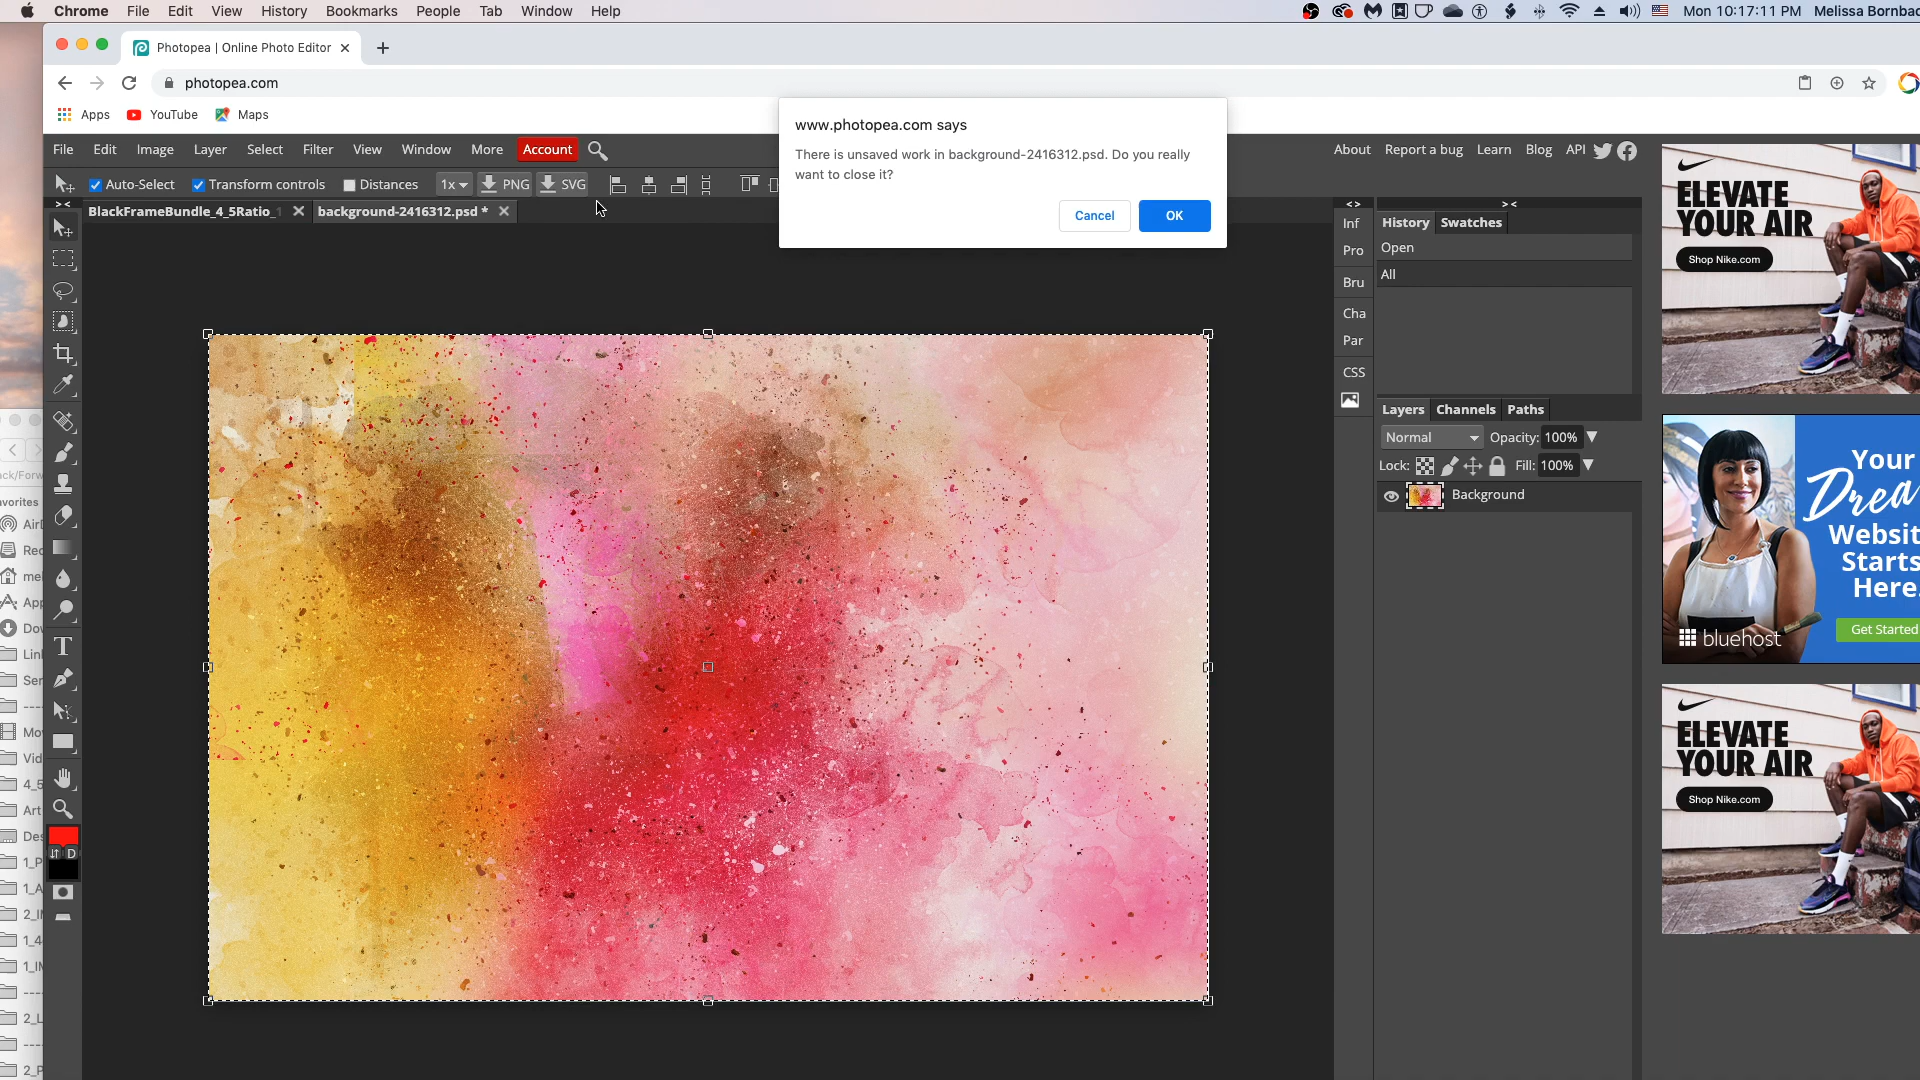 Chrome File Edit View History Bookmarks People Tab Window Help Mon 10:17:11 PM
Photopea | Online Photo Editor
photopea.com
Apps YouTube Maps
www.photopea.com says
There is unsaved work in background-2416312.psd. Do you really
want to close it?
Cancel OK
File Edit Image Layer Select Filter View Window More Account
About Report a bug Learn Blog API
Auto-Select Transform controls Distances 1x PNG SVG
BlackFrameBundle_4_5Ratio_ background-2416312.psd *
Inf
Pro
Bru
Cha
Par
CSS
History Swatches
Open
All
Layers Channels Paths
Normal Opacity: 100%
Lock: Fill: 100%
Background
ELEVATE
YOUR AIR
Shop Nike.com
Your
Websit
Starts
Here.
bluehost
Get Started
ELEVATE
YOUR AIR
Shop Nike.com